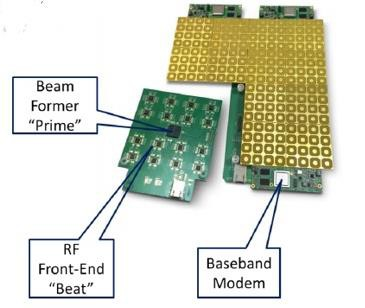 Beam
Former
“Prime”
RF
Front-End
“Beat”
Baseband
Modem